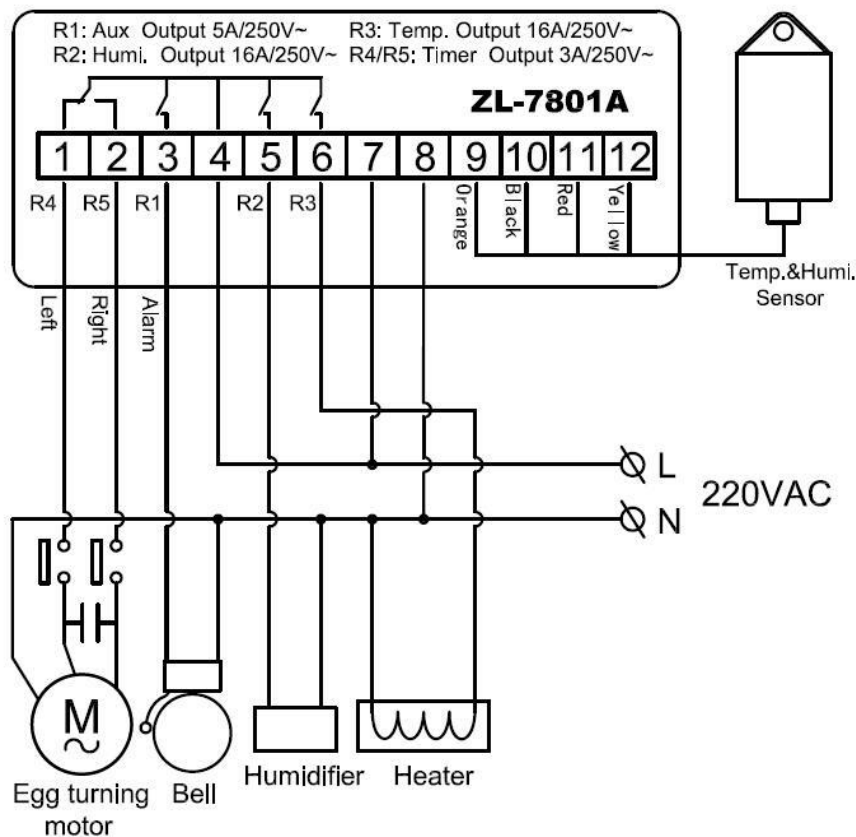 R1: Aux Output 5A/250V~ R3: Temp. Output 16A/250V~
R2: Humi. Output 16A/250V~ R4/R5: Timer Output 3A/250V~
ZL-7801A
1 2 3 4 5 6 7 8 9 10 11 12
R4 R5 R1 R2 R3 Orange Black Red Yellow
Temp.&Humi.
Sensor
Left Right Alarm
L
220VAC
N
M
~
Egg turning
motor
Bell
Humidifier
Heater